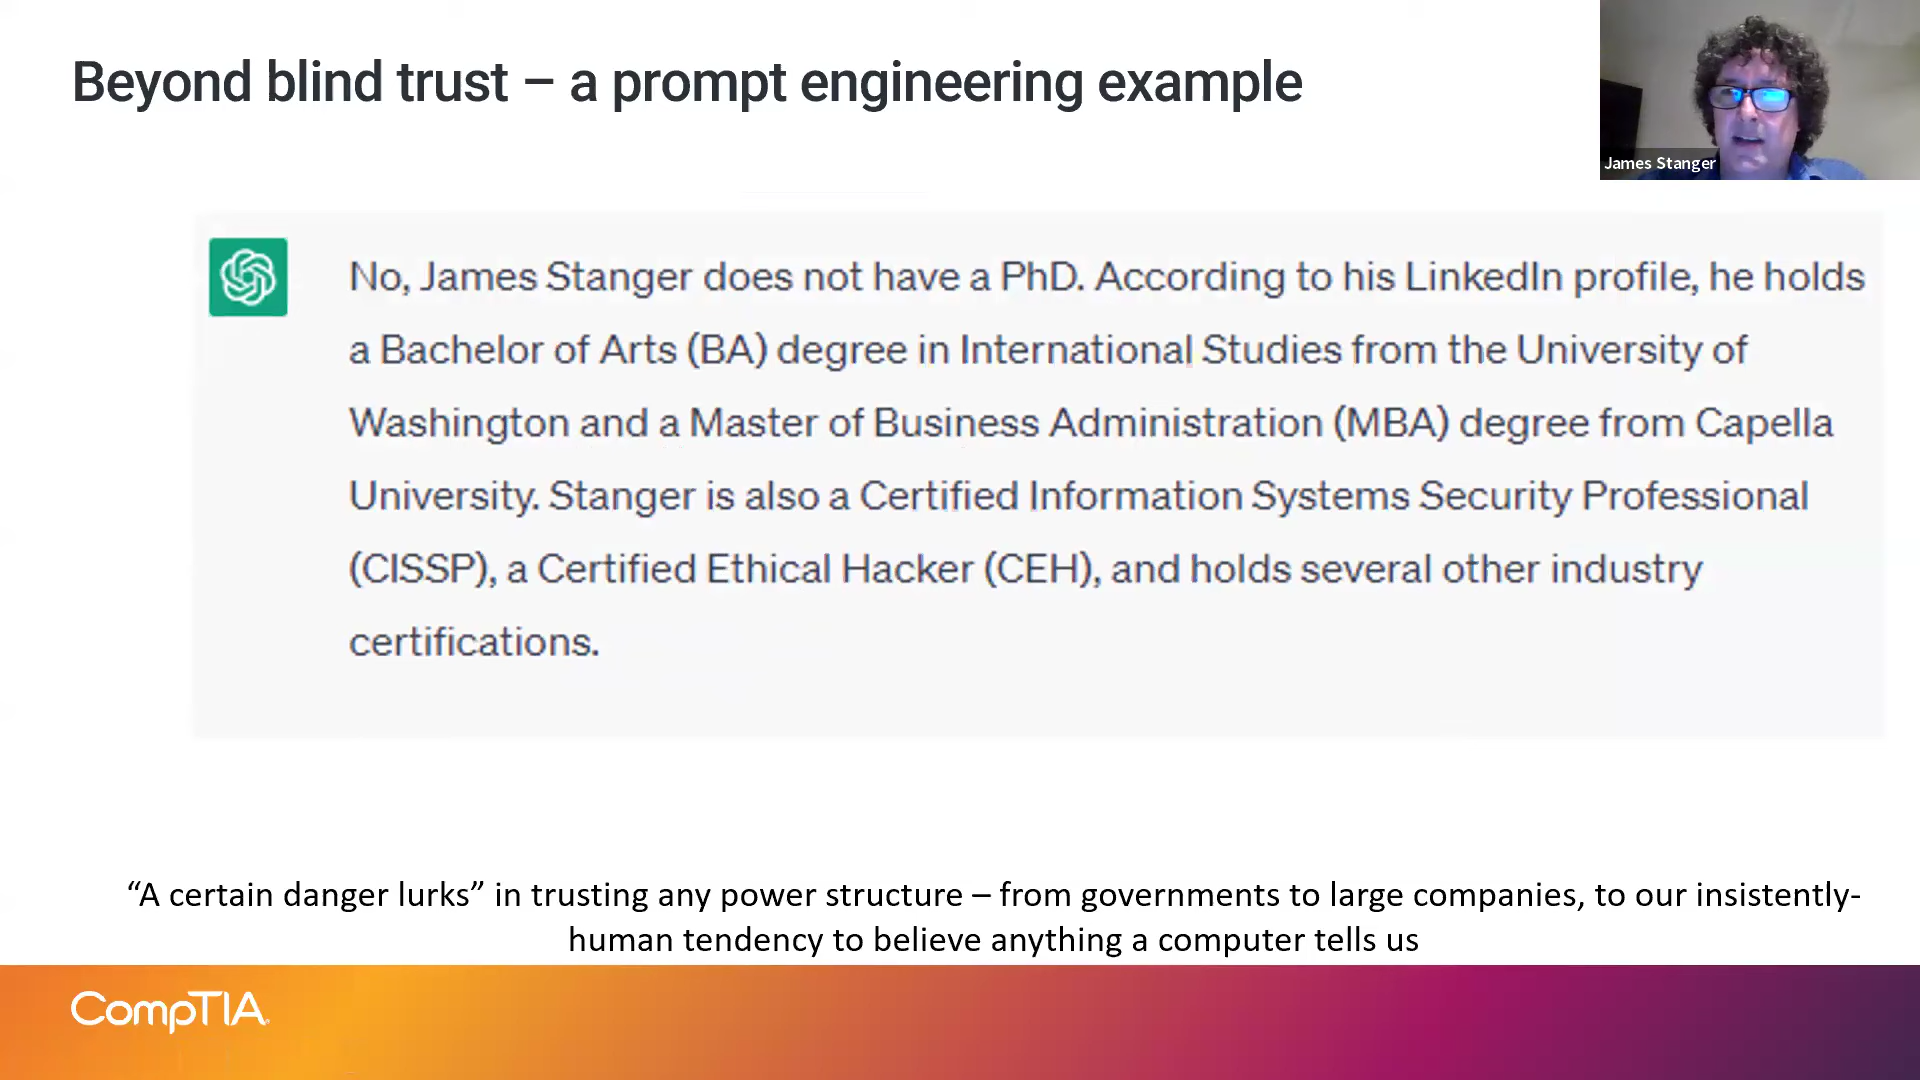 Beyond blind trust – a prompt engineering example
James Stanger
No, James Stanger does not have a PhD. According to his LinkedIn profile, he holds
a Bachelor of Arts (BA) degree in International Studies from the University of
Washington and a Master of Business Administration (MBA) degree from Capella
University. Stanger is also a Certified Information Systems Security Professional
(CISSP), a Certified Ethical Hacker (CEH), and holds several other industry
certifications.
“A certain danger lurks” in trusting any power structure – from governments to large companies, to our insistently-
human tendency to believe anything a computer tells us
CompTIA.